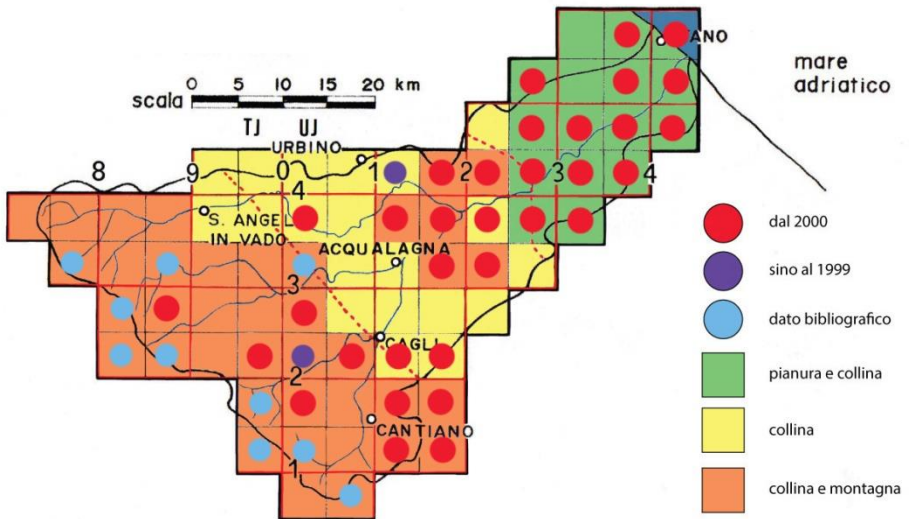 FANO
mare
adriatico
scala 0 5 10 15 20 km
TJ UJ
URBINO
8 9 0 1 2 3 4
4
S. ANGEL
IN VADO
ACQUALAGNA
3
CAGLI
2
CANTIANO
1
dal 2000
sino al 1999
dato bibliografico
pianura e collina
collina
collina e montagna